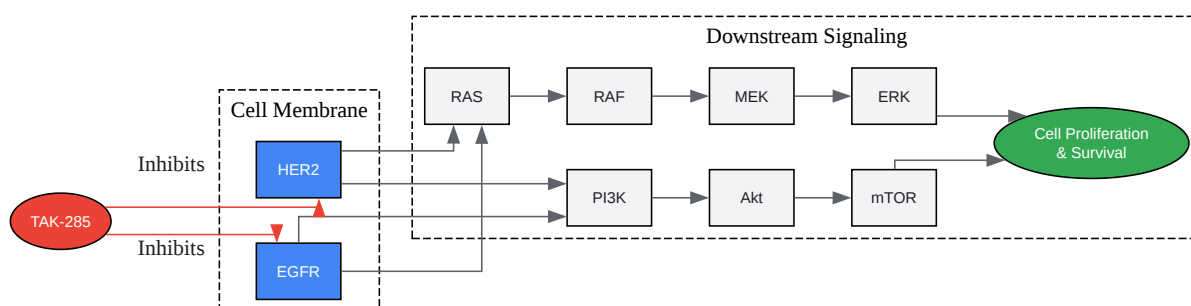 Downstream Signaling
RAS
RAF
MEK
ERK
Cell Membrane
Cell Proliferation
& Survival
Inhibits
HER2
PI3K
Akt
mTOR
TAK-285
Inhibits
EGFR